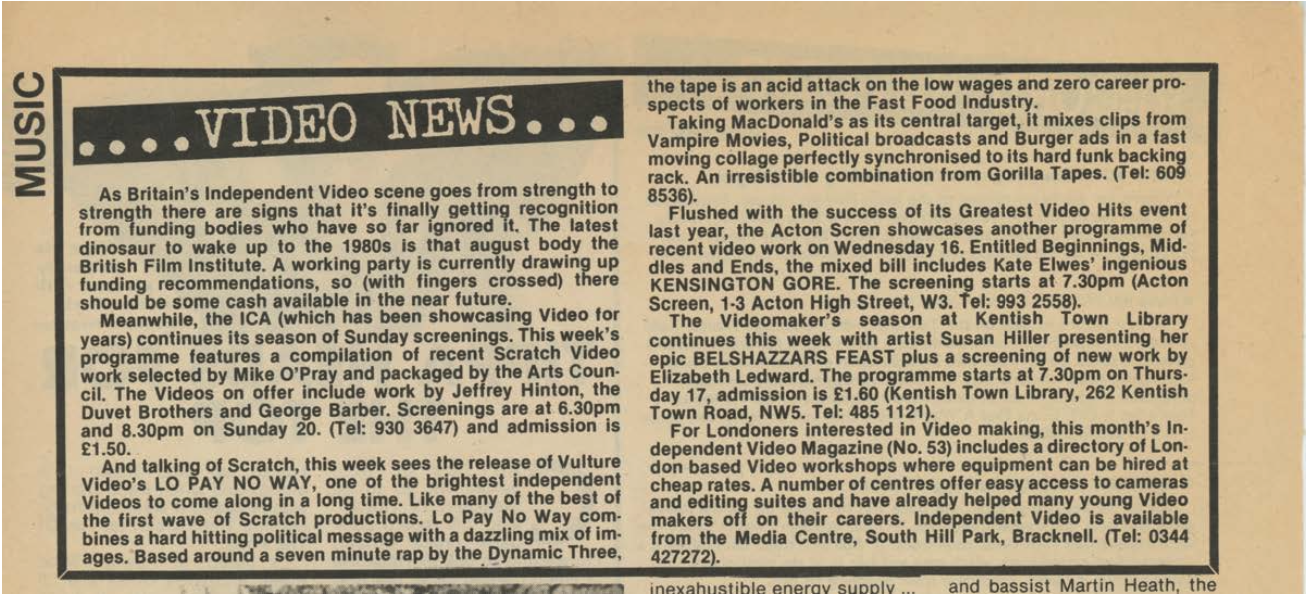 MUSIC
....VIDEO NEWS...
As Britain's Independent Video scene goes from strength to
strength there are signs that it's finally getting recognition
from funding bodies who have so far ignored it. The latest
dinosaur to wake up to the 1980s is that august body the
British Film Institute. A working party is currently drawing up
funding recommendations, so (with fingers crossed) there
should be some cash available in the near future.
Meanwhile, the ICA (which has been showcasing Video for
years) continues its season of Sunday screenings. This week's
programme features a compilation of recent Scratch Video
work selected by Mike O'Pray and packaged by the Arts Coun-
cil. The Videos on offer include work by Jeffrey Hinton, the
Duvet Brothers and George Barber. Screenings are at 6.30pm
and 8.30pm on Sunday 20. (Tel: 930 3647) and admission is
£1.50.
And talking of Scratch, this week sees the release of Vulture
Video's LO PAY NO WAY, one of the brightest independent
Videos to come along in a long time. Like many of the best of
the first wave of Scratch productions. Lo Pay No Way com-
bines a hard hitting political message with a dazzling mix of im-
ages. Based around a seven minute rap by the Dynamic Three,
the tape is an acid attack on the low wages and zero career pro-
spects of workers in the Fast Food Industry.
Taking MacDonald's as its central target, it mixes clips from
Vampire Movies, Political broadcasts and Burger ads in a fast
moving collage perfectly synchronised to its hard funk backing
rack. An irresistible combination from Gorilla Tapes. (Tel: 609
8536).
Flushed with the success of its Greatest Video Hits event
last year, the Acton Scren showcases another programme of
recent video work on Wednesday 16. Entitled Beginnings, Mid-
dles and Ends, the mixed bill includes Kate Elwes' ingenious
KENSINGTON GORE. The screening starts at 7.30pm (Acton
Screen, 1-3 Acton High Street, W3. Tel: 993 2558).
The Videomaker's season at Kentish Town Library
continues this week with artist Susan Hiller presenting her
epic BELSHAZZARS FEAST plus a screening of new work by
Elizabeth Ledward. The programme starts at 7.30pm on Thurs-
day 17, admission is £1.60 (Kentish Town Library, 262 Kentish
Town Road, NW5. Tel: 485 1121).
For Londoners interested in Video making, this month's In-
dependent Video Magazine (No. 53) includes a directory of Lon-
don based Video workshops where equipment can be hired at
cheap rates. A number of centres offer easy access to cameras
and editing suites and have already helped many young Video
makers off on their careers. Independent Video is available
from the Media Centre, South Hill Park, Bracknell. (Tel: 0344
427272).
inexahustible energy supply ...
and bassist Martin Heath, the